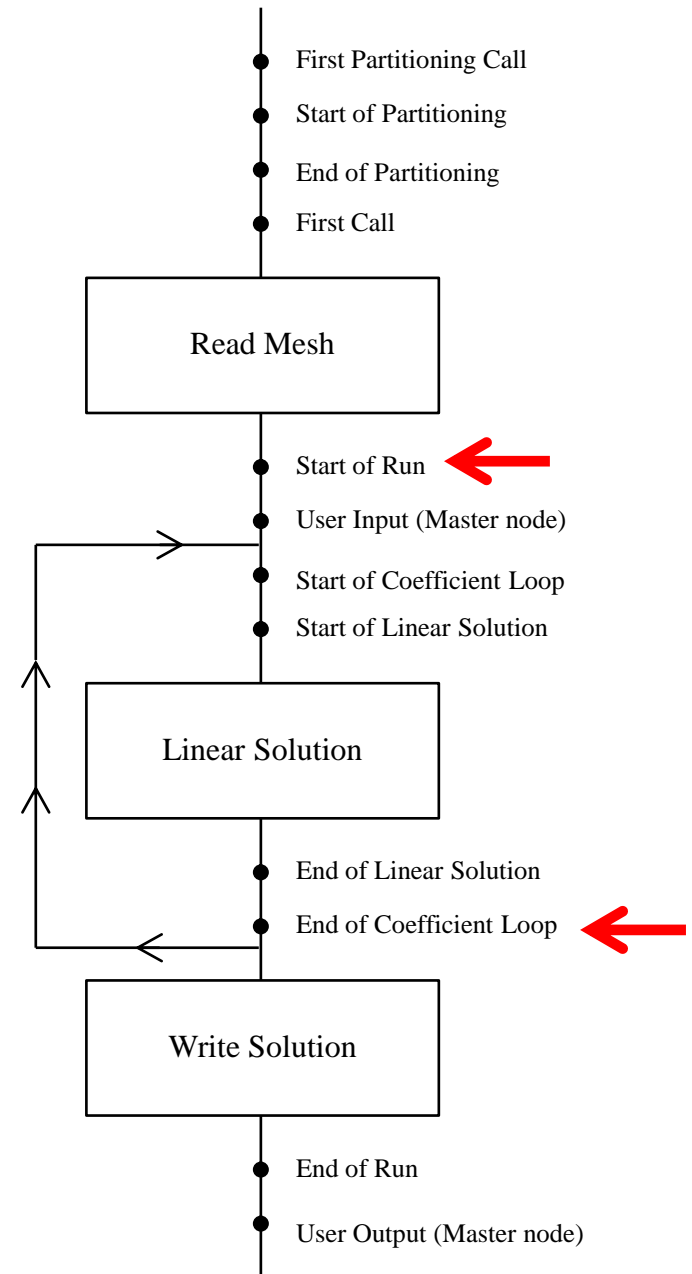 First Partitioning Call
Start of Partitioning
End of Partitioning
First Call
Read Mesh
Start of Run
User Input (Master node)
Start of Coefficient Loop
Start of Linear Solution
Linear Solution
End of Linear Solution
End of Coefficient Loop
Write Solution
End of Run
User Output (Master node)